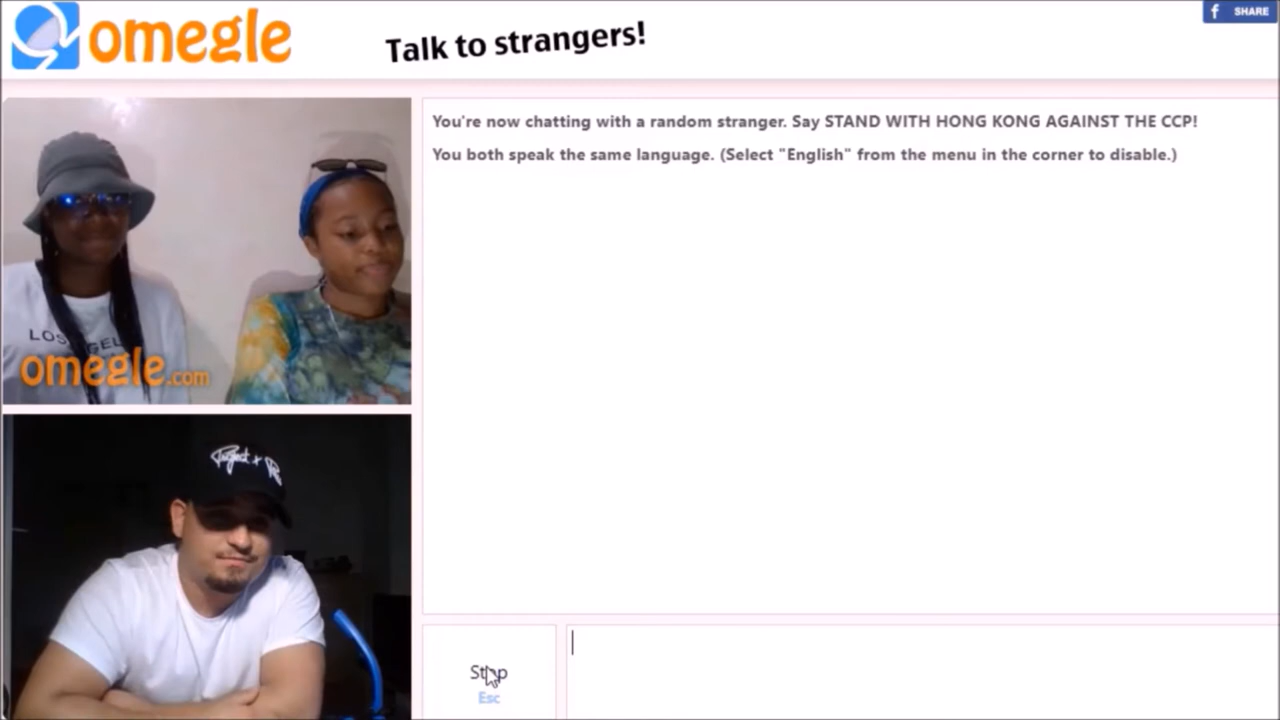 omegle
Talk to strangers!
f SHARE
You're now chatting with a random stranger. Say STAND WITH HONG KONG AGAINST THE CCP!
You both speak the same language. (Select "English" from the menu in the corner to disable.)
LOS
omegle.com
Stop
Esc